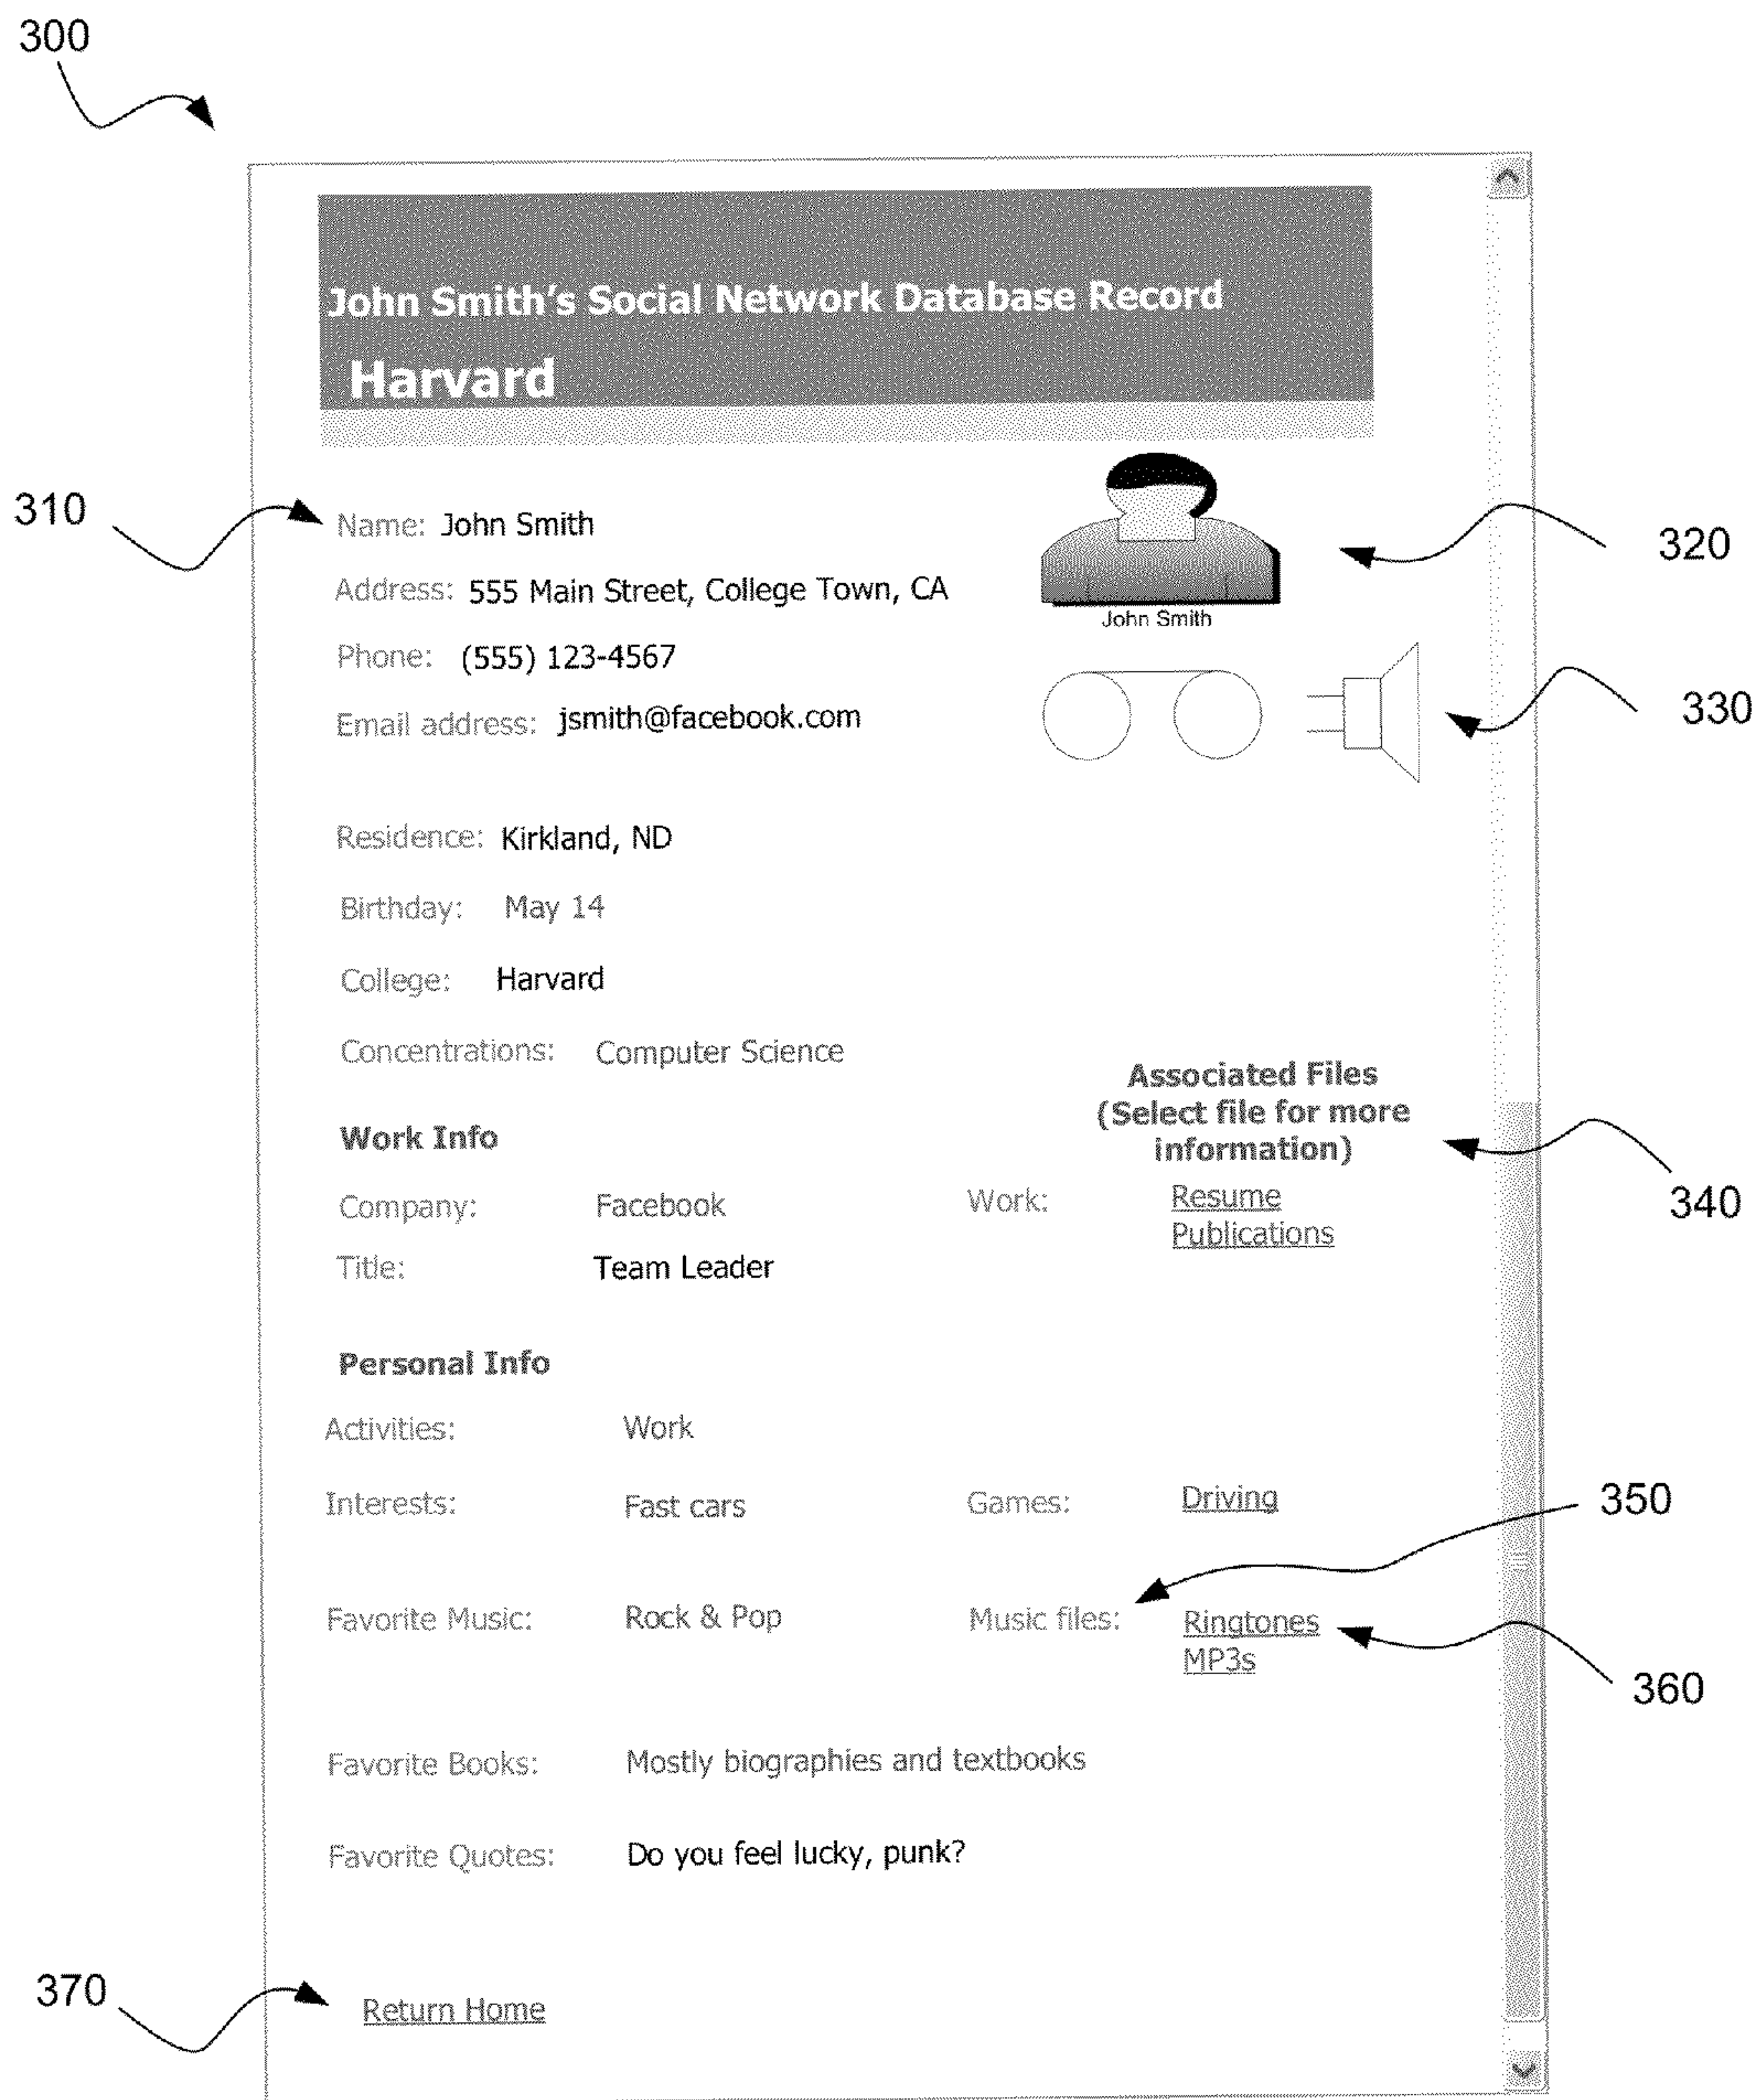 300
John Smith's Social Network Database Record
Harvard
310
Name: John Smith
320
Address: 555 Main Street, College Town, CA
John Smith
Phone: (555) 123-4567
330
Email address: jsmith@facebook.com
Residence: Kirkland, ND
Birthday: May 14
College: Harvard
Concentrations: Computer Science
Associated Files
(Select file for more
information)
340
Work Info
Company: Facebook
Work: Resume
Publications
Title: Team Leader
Personal Info
Activities: Work
Interests: Fast cars
Games: Driving
350
Favorite Music: Rock & Pop
Music files: Ringtones
MP3s
360
Favorite Books: Mostly biographies and textbooks
Favorite Quotes: Do you feel lucky, punk?
370
Return Home